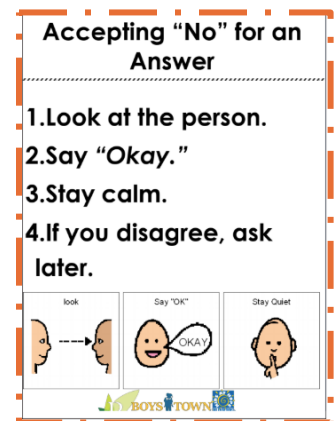 Accepting “No” for an
Answer
1.Look at the person.
2.Say “Okay.”
3.Stay calm.
4.If you disagree, ask
later.
look
Say "OK"
Stay Quiet
OKAY
BOYS TOWN